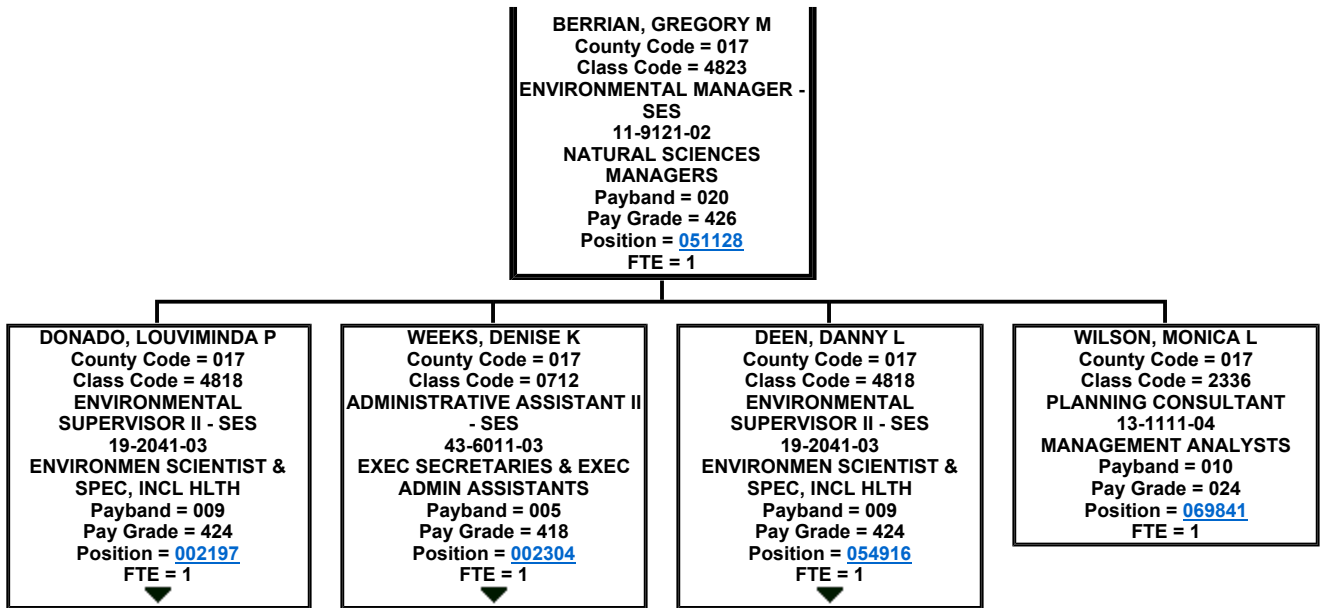 BERRIAN, GREGORY M
County Code = 017
Class Code = 4823
ENVIRONMENTAL MANAGER -
SES
11-9121-02
NATURAL SCIENCES
MANAGERS
Payband = 020
Pay Grade = 426
Position = 051128
FTE = 1
DONADO, LOUVIMINDA P
County Code = 017
Class Code = 4818
ENVIRONMENTAL
SUPERVISOR II - SES
19-2041-03
ENVIRONMEN SCIENTIST &
SPEC, INCL HLTH
Payband = 009
Pay Grade = 424
Position = 002197
FTE = 1
WEEKS, DENISE K
County Code = 017
Class Code = 0712
ADMINISTRATIVE ASSISTANT II
- SES
43-6011-03
EXEC SECRETARIES & EXEC
ADMIN ASSISTANTS
Payband = 005
Pay Grade = 418
Position = 002304
FTE = 1
DEEN, DANNY L
County Code = 017
Class Code = 4818
ENVIRONMENTAL
SUPERVISOR II - SES
19-2041-03
ENVIRONMEN SCIENTIST &
SPEC, INCL HLTH
Payband = 009
Pay Grade = 424
Position = 054916
FTE = 1
WILSON, MONICA L
County Code = 017
Class Code = 2336
PLANNING CONSULTANT
13-1111-04
MANAGEMENT ANALYSTS
Payband = 010
Pay Grade = 024
Position = 069841
FTE = 1